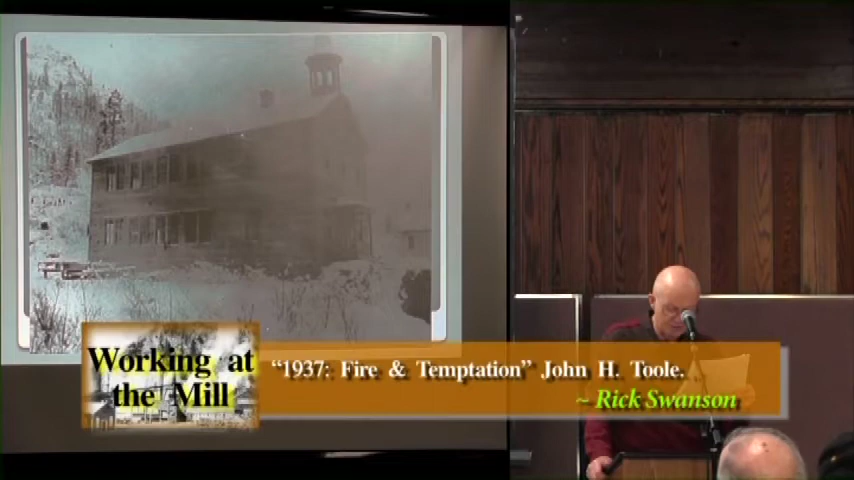 Working at
the Mill
“1937: Fire & Temptation” John H. Toole.
~ Rick Swanson